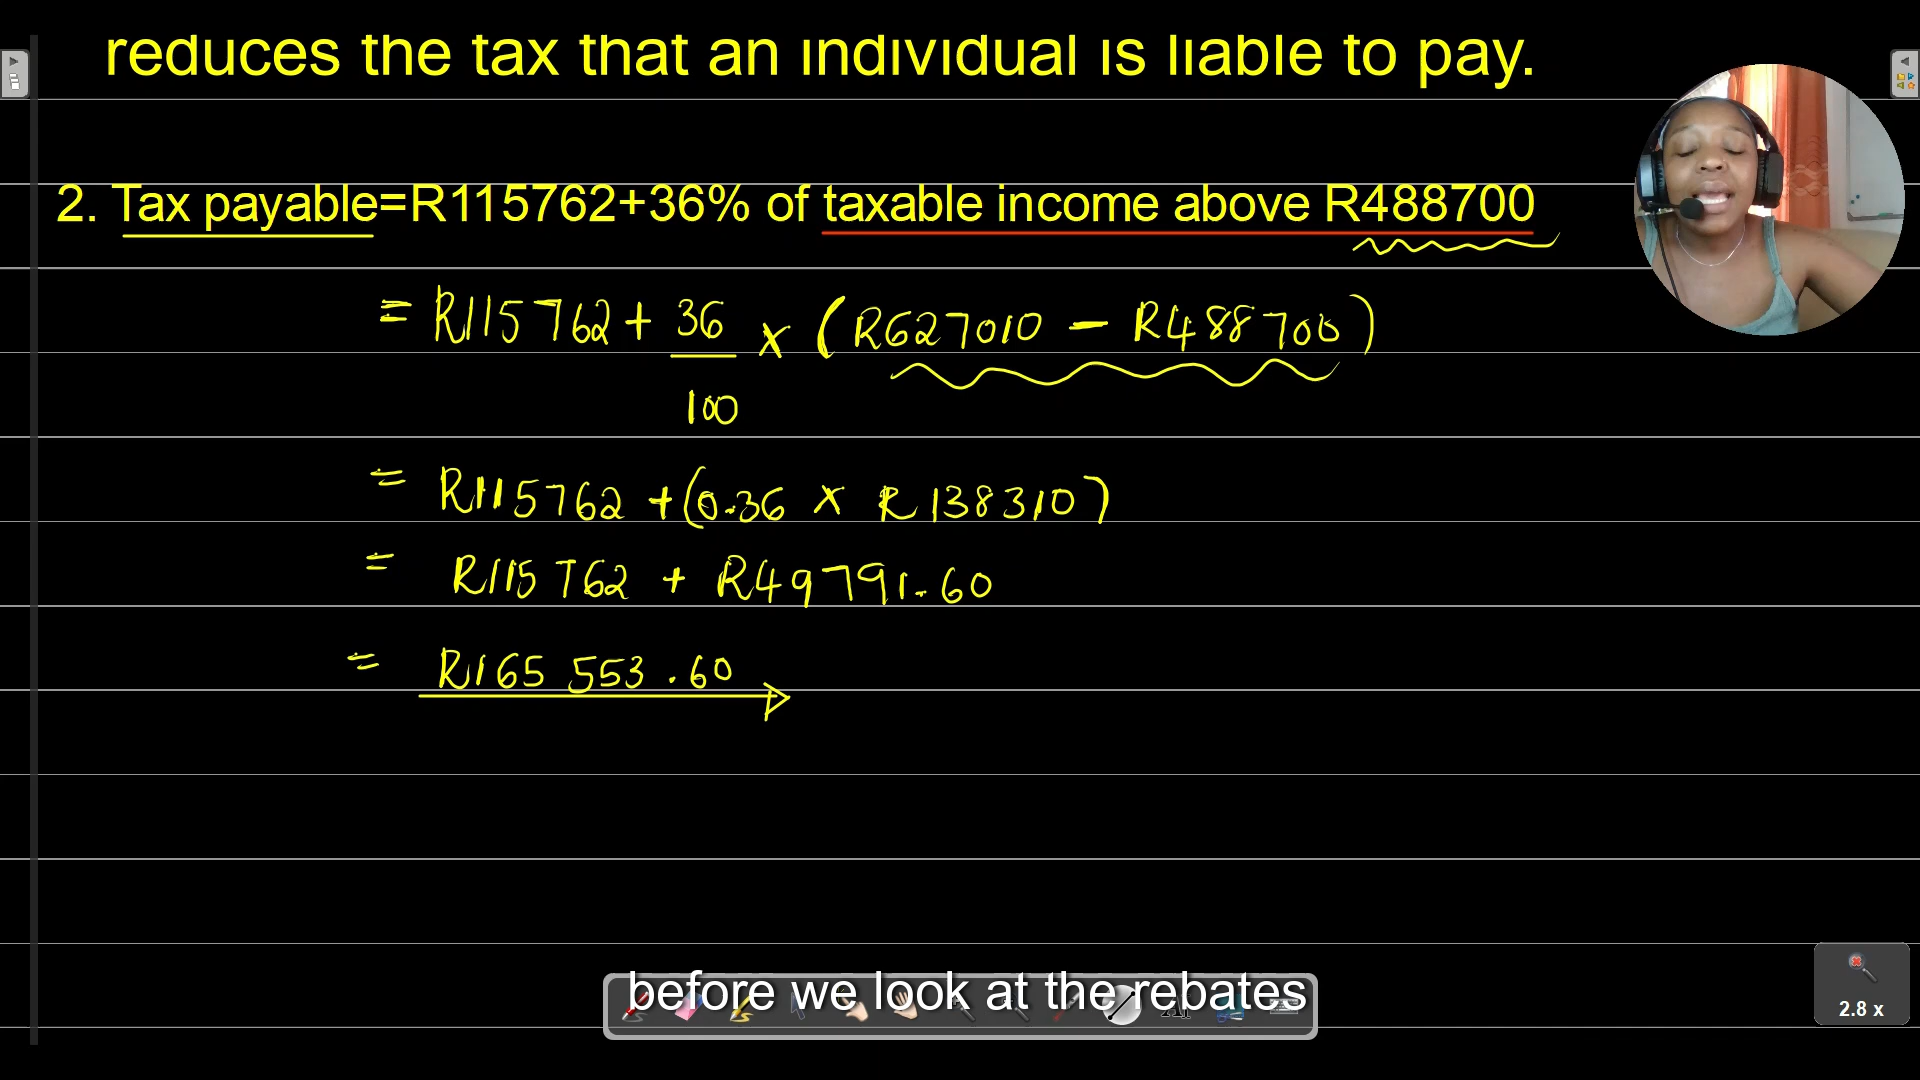 reduces the tax that an individual is liable to pay.
2. Tax payable=R115762+36% of taxable income above R488700
= R115762 + 36/100 × (R627010 - R488700)
= R115762 + (0.36 × R138310)
= R115762 + R49791.60
= R165 553.60
before we look at the rebates
2.8 x